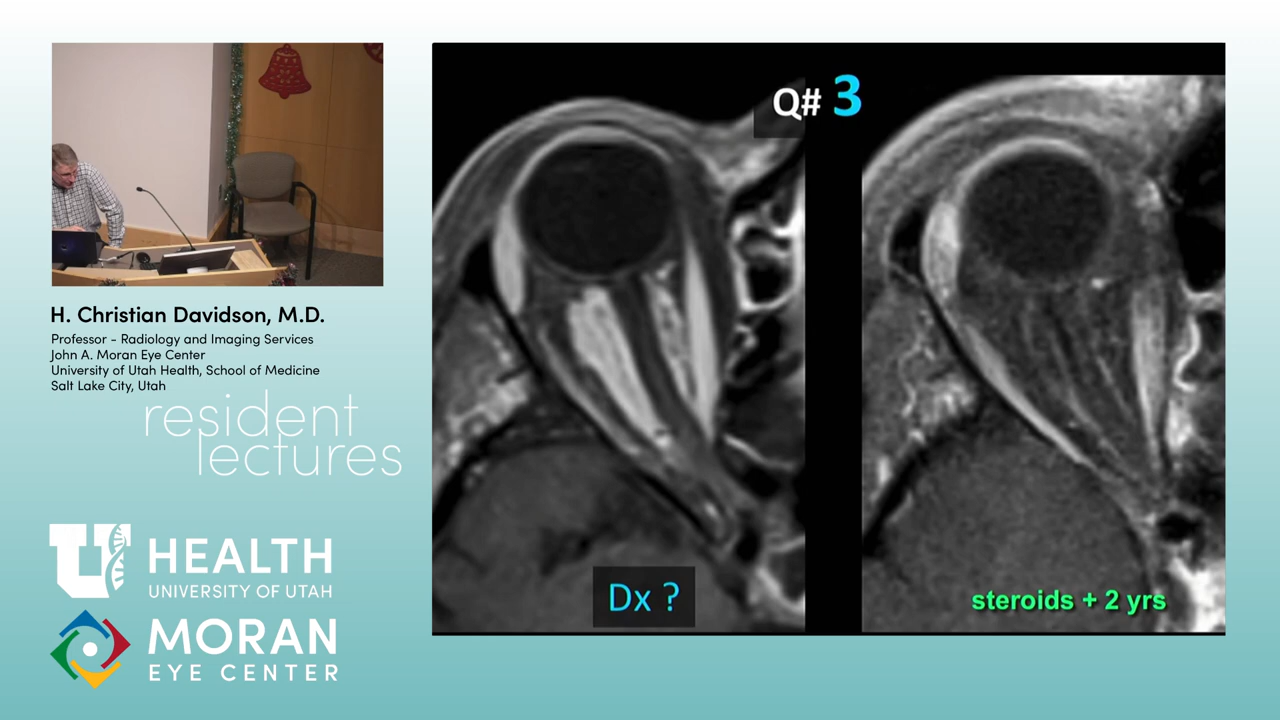 Q# 3
Dx ?
steroids + 2 yrs
H. Christian Davidson, M.D.
Professor - Radiology and Imaging Services
John A. Moran Eye Center
University of Utah Health, School of Medicine
Salt Lake City, Utah
resident
lectures
U HEALTH
UNIVERSITY OF UTAH
MORAN
EYE CENTER